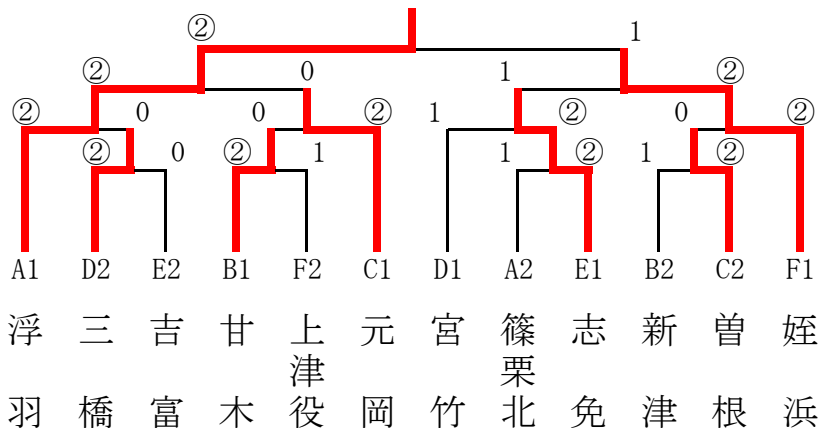 ② 1
② 0 1 ②
② 0 0 ② 1 ② 0 ②
② 0 ② 1 1 ② 1 ②
A1 D2 E2 B1 F2 C1 D1 A2 E1 B2 C2 F1
浮羽 三橋 吉富 甘木 上津役 元岡 宮竹 篠栗北 志免 新津 曽根 姪浜